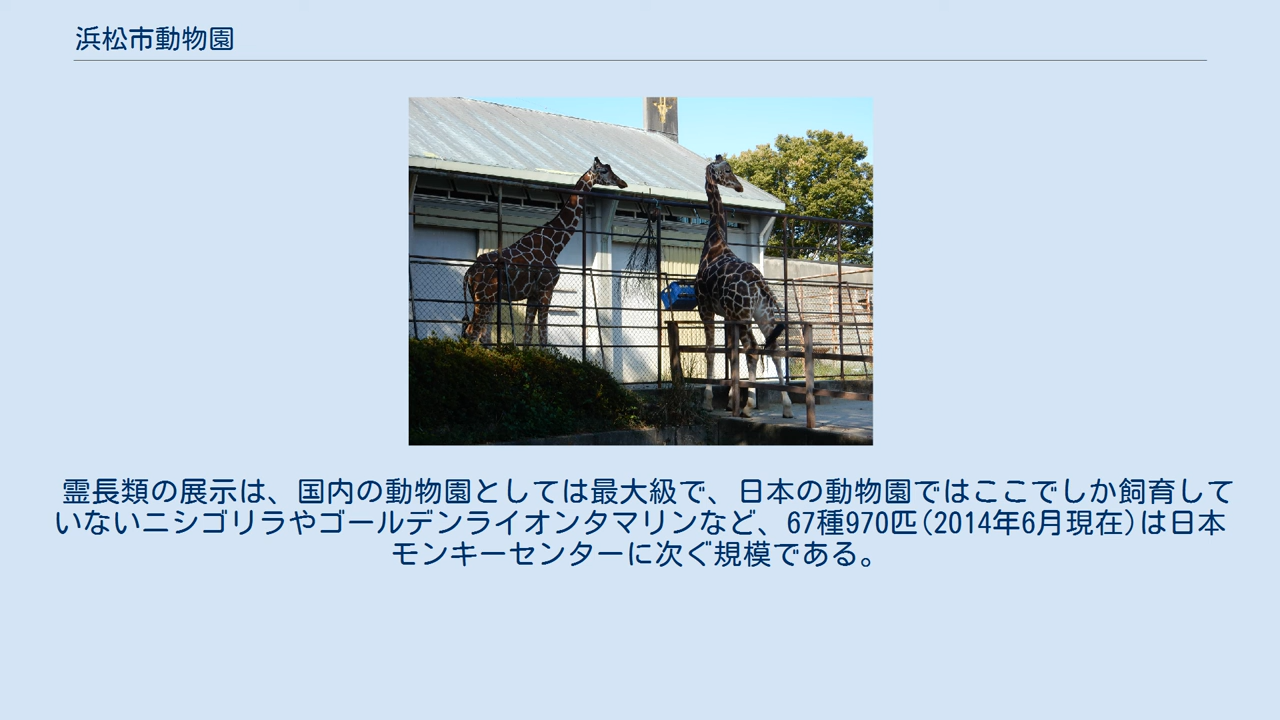 浜松市動物園
霊長類の展示は、国内の動物園としては最大級で、日本の動物園ではここでしか飼育して
いないニシゴリラやゴールデンライオンタマリンなど、67種970匹(2014年6月現在)は日本
モンキーセンターに次ぐ規模である。